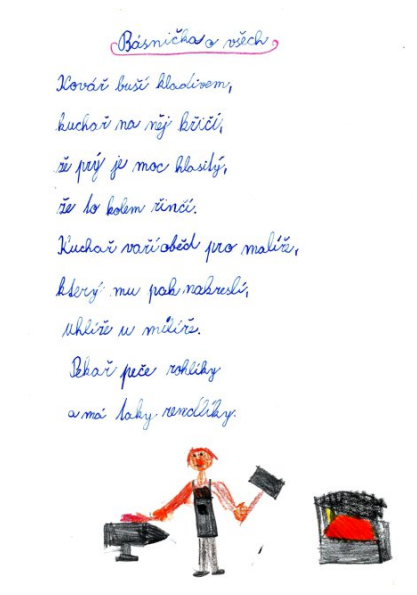 Básnička o všech
Kovář buší kladivem,
kuchař na něj křičí,
že prý je moc hlasitý,
že to kolem řinčí.
Kuchař vaří oběd pro malíře,
který mu pak nakreslí,
uhlíře u milíře.
Pekař peče rohlíky
a má taky rendlíky.